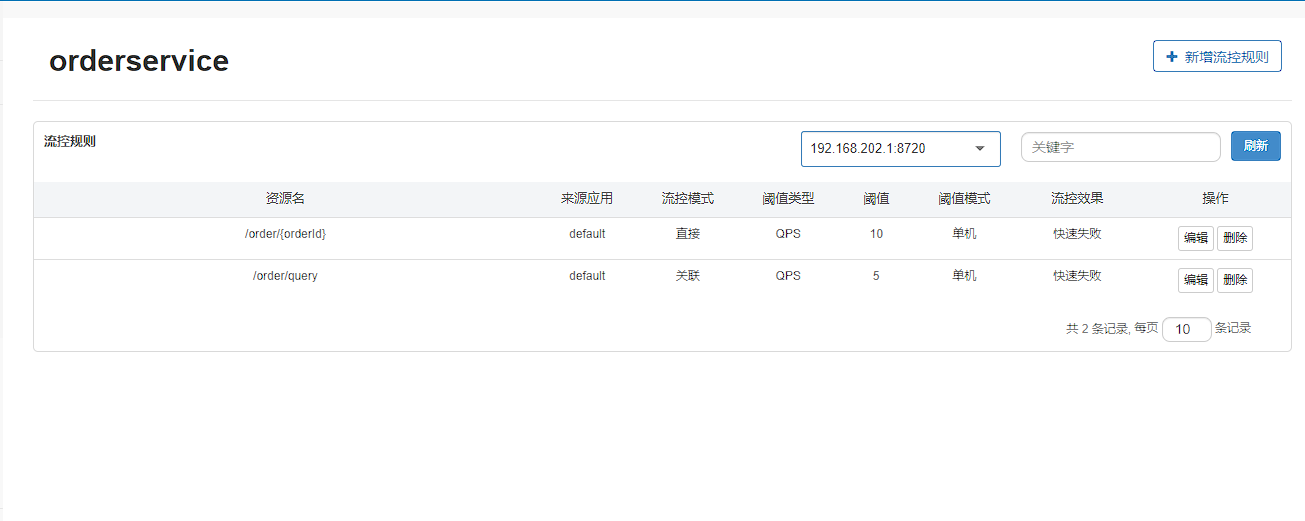 orderservice
+ 新增流控规则
流控规则
192.168.202.1:8720
关键字
刷新
资源名 来源应用 流控模式 阈值类型 阈值 阈值模式 流控效果 操作
/order/{orderId} default 直接 QPS 10 单机 快速失败 编辑 删除
/order/query default 关联 QPS 5 单机 快速失败 编辑 删除
共 2 条记录, 每页 10 条记录